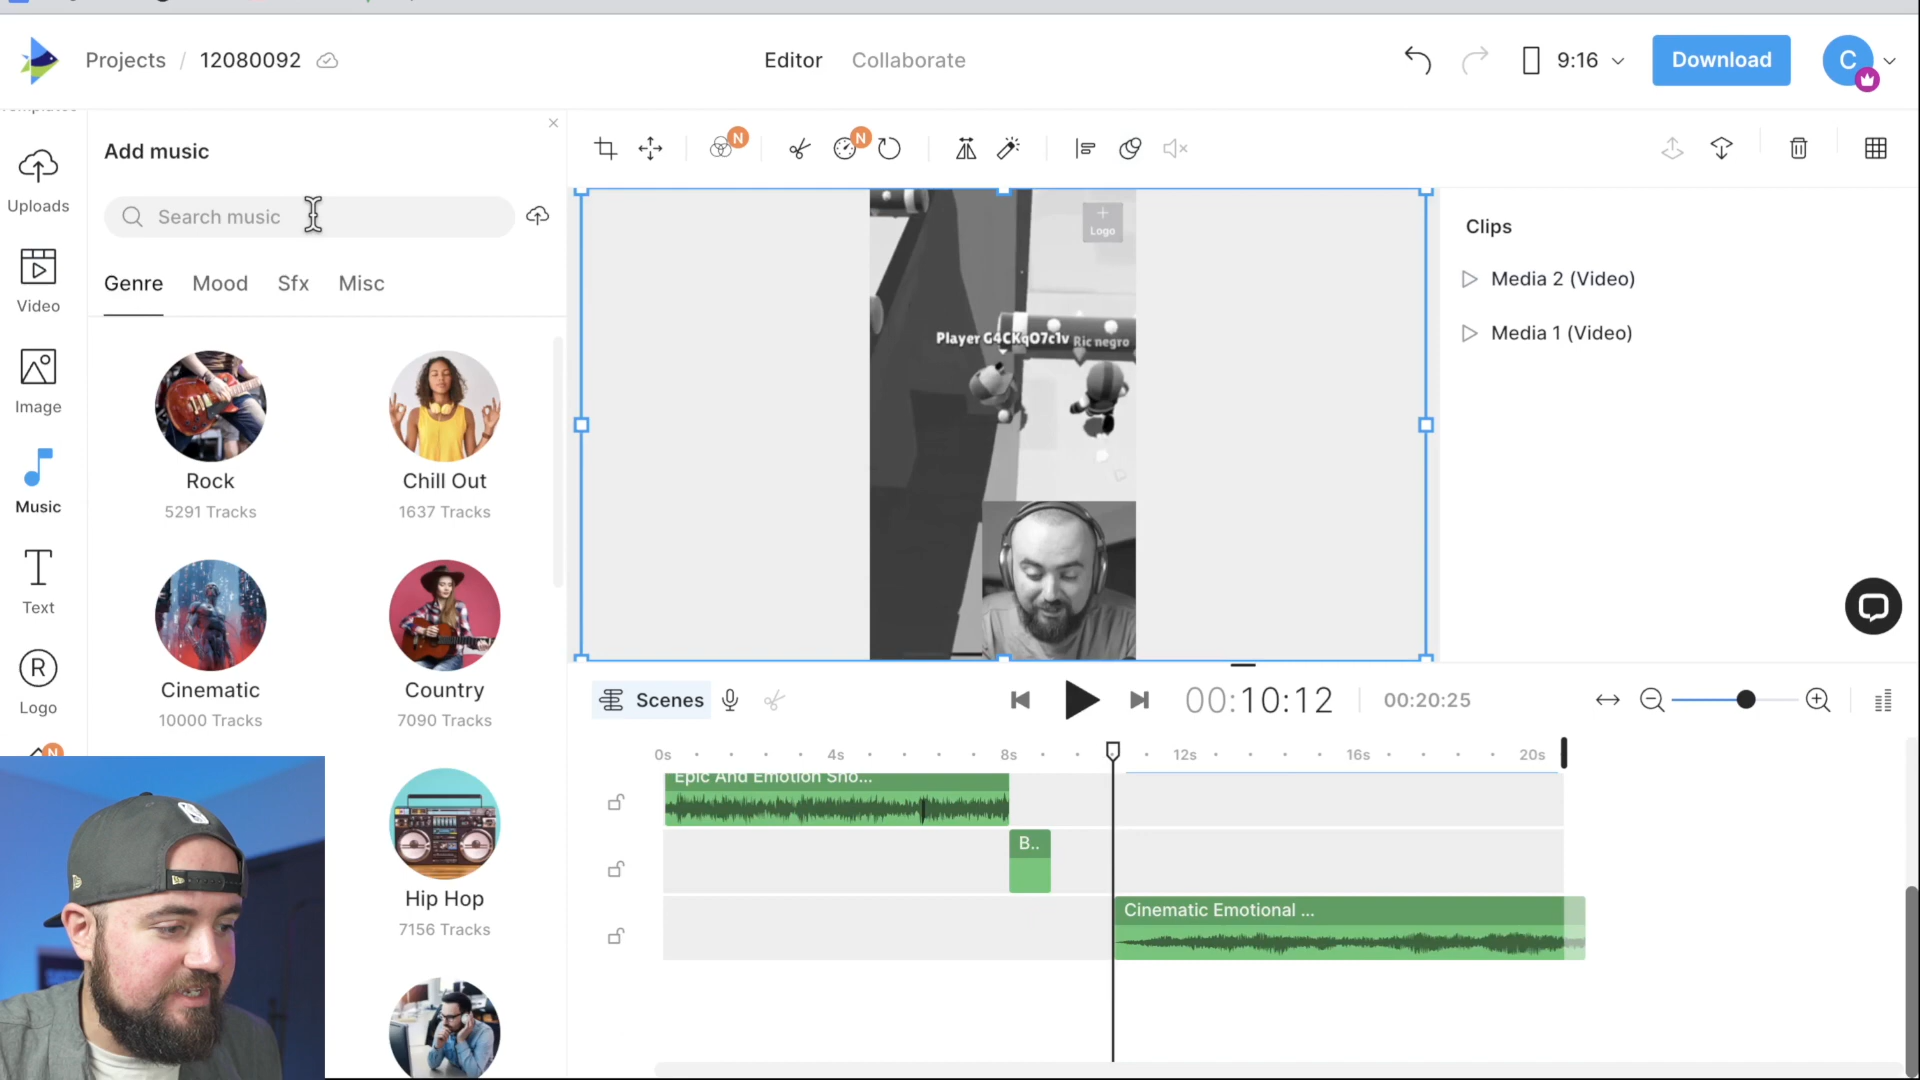 Projects / 12080092
Editor
Collaborate
9:16
Download
C
Uploads
Video
Image
Music
Text
R
Logo
N
Add music
Search music
Genre
Mood
Sfx
Misc
Rock
5291 Tracks
Chill Out
1637 Tracks
Cinematic
10000 Tracks
Country
7090 Tracks
Hip Hop
7156 Tracks
N
N
+
Logo
Player G4CKqO7c1v
Ric negro
Clips
Media 2 (Video)
Media 1 (Video)
Scenes
00:10:12
00:20:25
0s
4s
8s
12s
16s
20s
Epic And Emotion Sho...
B..
Cinematic Emotional ...